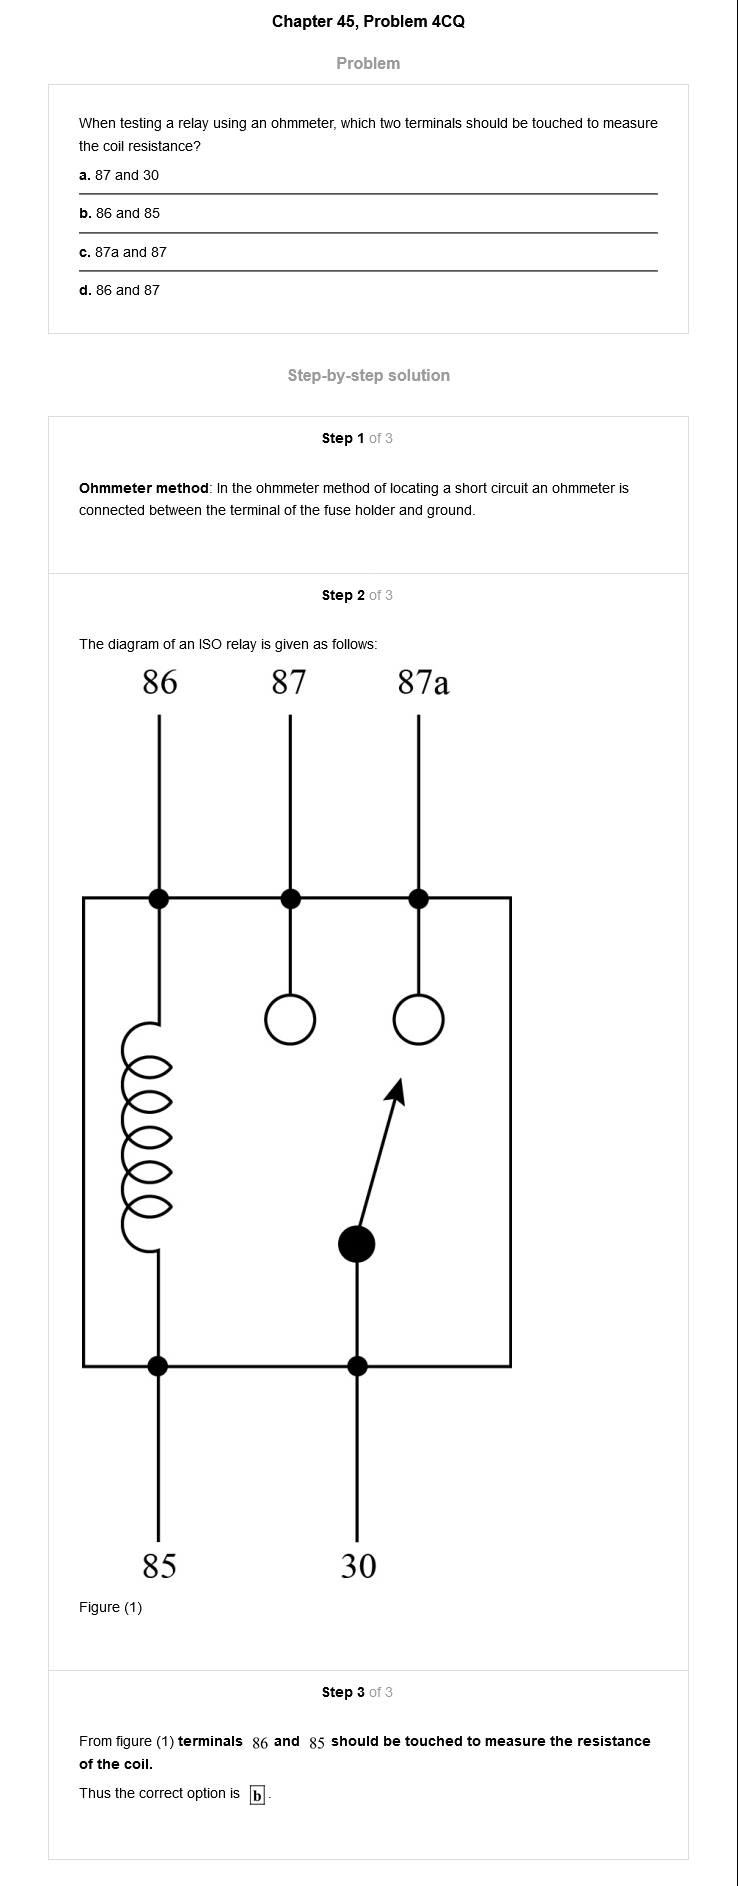 Chapter 45, Problem 4CQ
Problem
When testing a relay using an ohmmeter, which two terminals should be touched to measure
the coil resistance?
a. 87 and 30
b. 86 and 85
c. 87a and 87
d. 86 and 87
Step-by-step solution
Step 1 of 3
Ohmmeter method: In the ohmmeter method of locating a short circuit an ohmmeter is
connected between the terminal of the fuse holder and ground.
Step 2 of 3
The diagram of an ISO relay is given as follows:
86 87 87a
85 30
Figure (1)
Step 3 of 3
From figure (1) terminals 86 and 85 should be touched to measure the resistance
of the coil.
Thus the correct option is b.